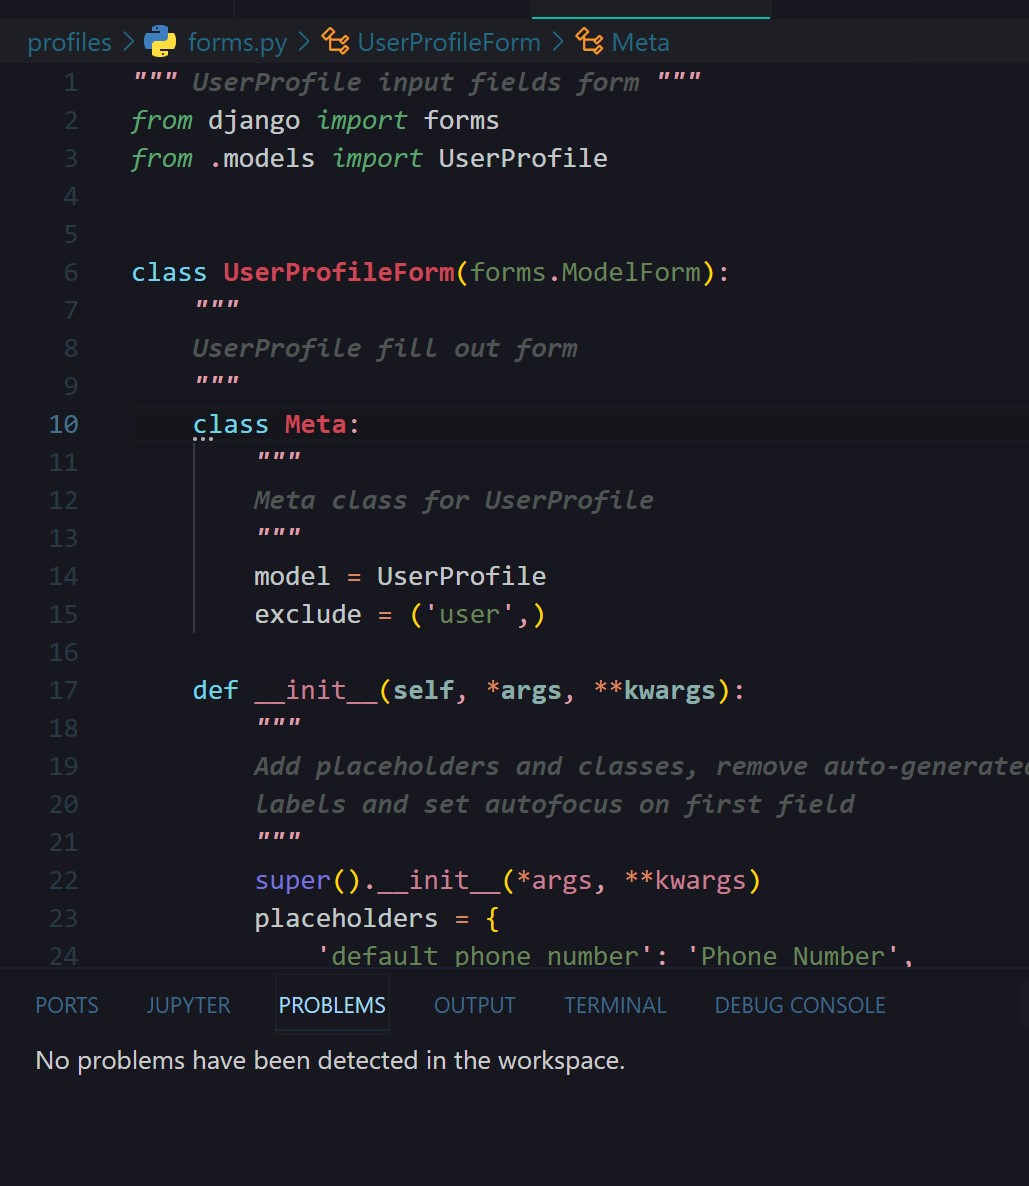 profiles > forms.py > UserProfileForm > Meta
1 """ UserProfile input fields form """
2 from django import forms
3 from .models import UserProfile
4
5
6 class UserProfileForm(forms.ModelForm):
7     """
8     UserProfile fill out form
9     """
10     class Meta:
11         """
12         Meta class for UserProfile
13         """
14         model = UserProfile
15         exclude = ('user',)
16
17     def __init__(self, *args, **kwargs):
18         """
19         Add placeholders and classes, remove auto-generated
20         labels and set autofocus on first field
21         """
22         super().__init__(*args, **kwargs)
23         placeholders = {
24             'default_phone_number': 'Phone Number',
PORTS JUPYTER PROBLEMS OUTPUT TERMINAL DEBUG CONSOLE
No problems have been detected in the workspace.